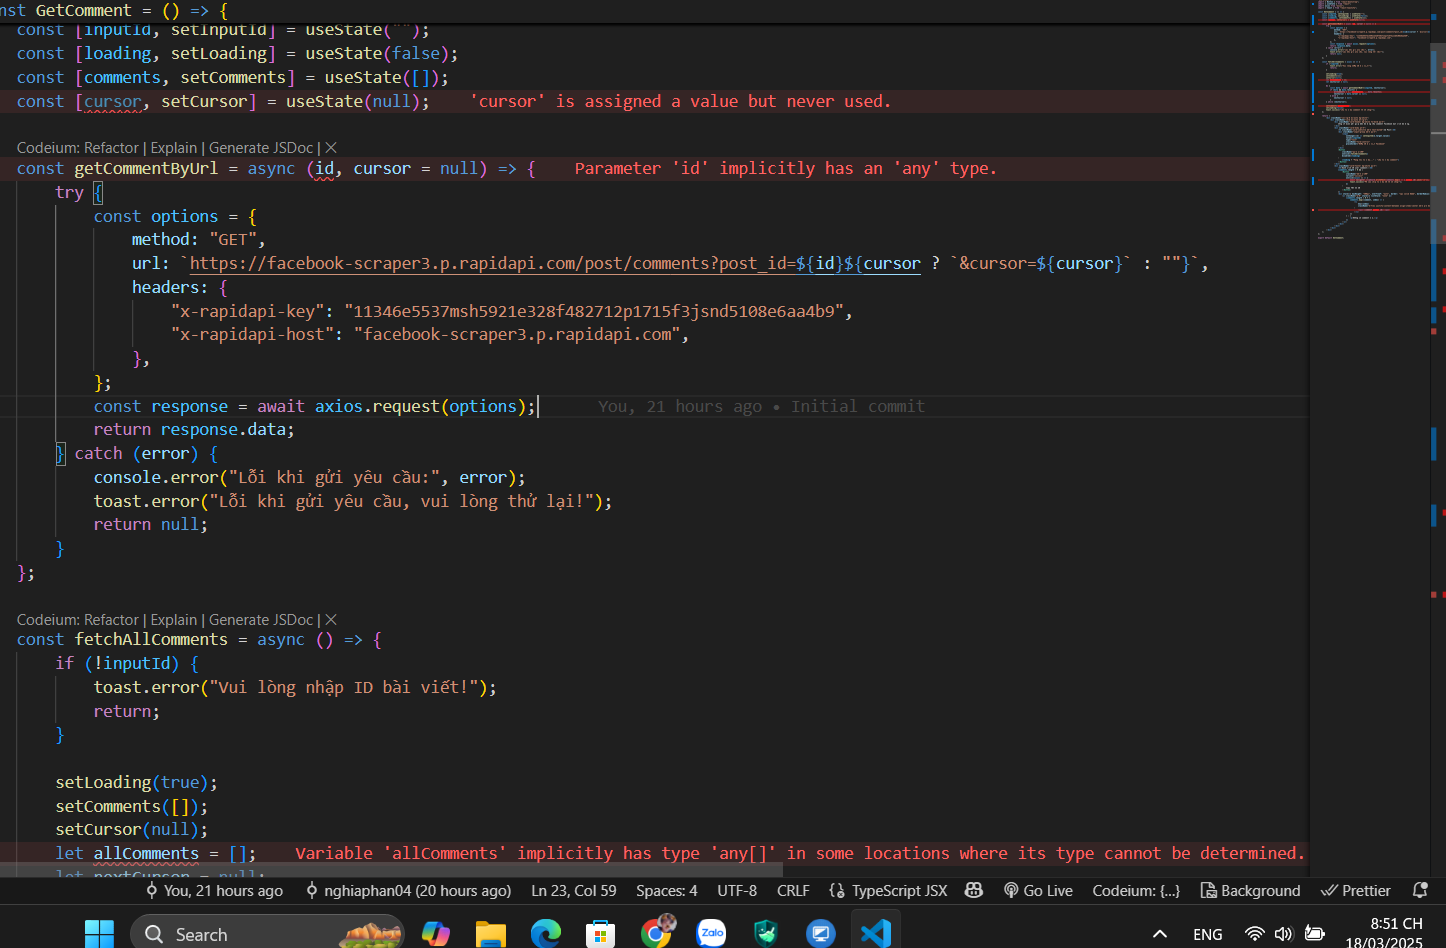 nst GetComment = () => {
const [inputId, setInputId] = useState("");
const [loading, setLoading] = useState(false);
const [comments, setComments] = useState([]);
const [cursor, setCursor] = useState(null); 'cursor' is assigned a value but never used.
Codeium: Refactor | Explain | Generate JSDoc | ×
const getCommentByUrl = async (id, cursor = null) => { Parameter 'id' implicitly has an 'any' type.
try {
const options = {
method: "GET",
url: `https://facebook-scraper3.p.rapidapi.com/post/comments?post_id=${id}${cursor ? `&cursor=${cursor}` : ""}`,
headers: {
"x-rapidapi-key": "11346e5537msh5921e328f482712p1715f3jsnd5108e6aa4b9",
"x-rapidapi-host": "facebook-scraper3.p.rapidapi.com",
},
};
const response = await axios.request(options); You, 21 hours ago • Initial commit
return response.data;
} catch (error) {
console.error("Lỗi khi gửi yêu cầu:", error);
toast.error("Lỗi khi gửi yêu cầu, vui lòng thử lại!");
return null;
}
};
Codeium: Refactor | Explain | Generate JSDoc | ×
const fetchAllComments = async () => {
if (!inputId) {
toast.error("Vui lòng nhập ID bài viết!");
return;
}
setLoading(true);
setComments([]);
setCursor(null);
let allComments = []; Variable 'allComments' implicitly has type 'any[]' in some locations where its type cannot be determined.
let nextCursor = null;
You, 21 hours ago nghiaphan04 (20 hours ago) Ln 23, Col 59 Spaces: 4 UTF-8 CRLF TypeScript JSX Go Live Codeium: {...} Background Prettier
Search Zalo ENG 8:51 CH
18/03/2025